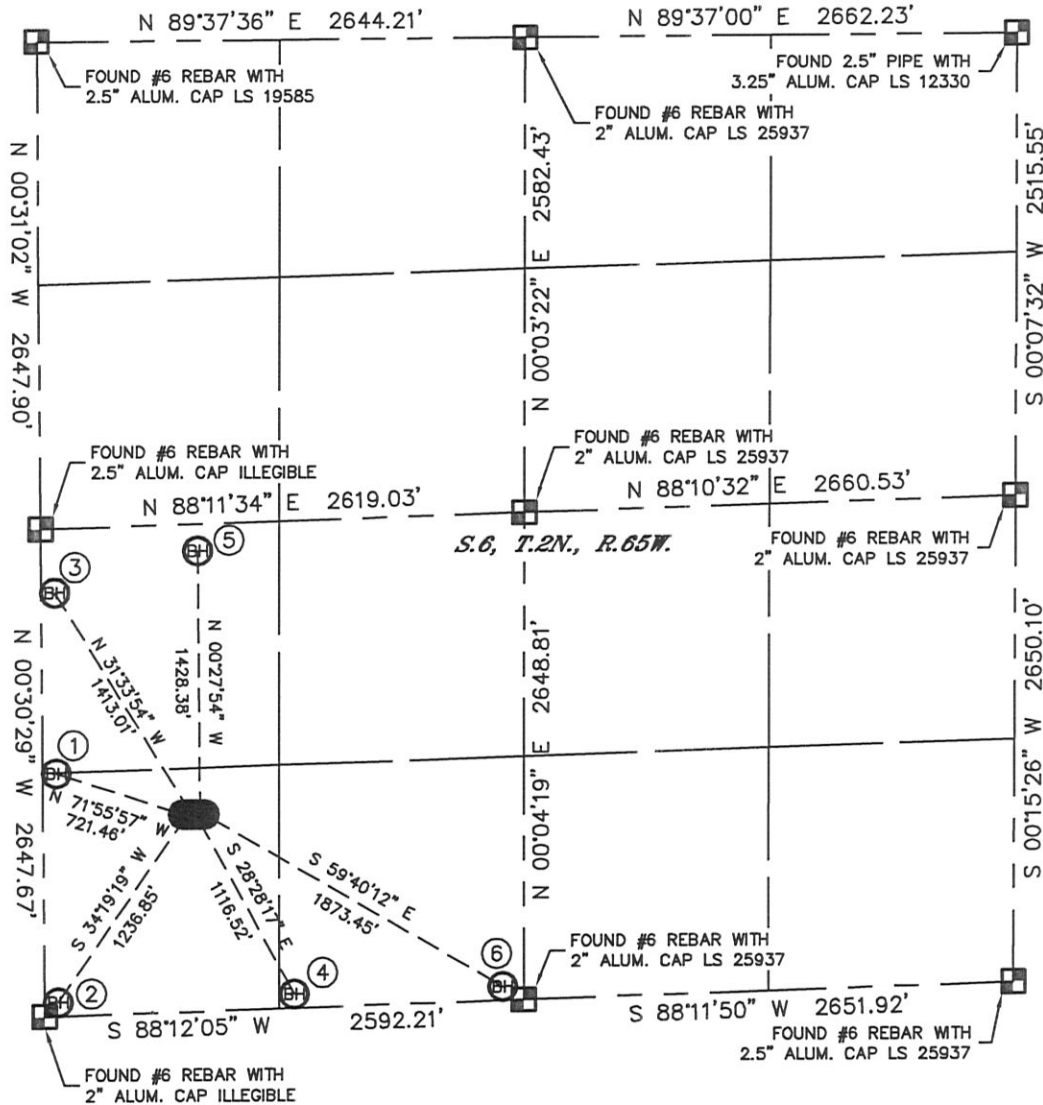 N 89°37'36" E 2644.21'
N 89°37'00" E 2662.23'
FOUND #6 REBAR WITH
2.5" ALUM. CAP LS 19585
FOUND #6 REBAR WITH
2" ALUM. CAP LS 25937
FOUND 2.5" PIPE WITH
3.25" ALUM. CAP LS 12330
N 00°31'02" W 2647.90'
N 00°03'22" E 2582.43'
S 00°07'32" W 2515.55'
FOUND #6 REBAR WITH
2.5" ALUM. CAP ILLEGIBLE
FOUND #6 REBAR WITH
2" ALUM. CAP LS 25937
N 88°11'34" E 2619.03'
N 88°10'32" E 2660.53'
S.6, T.2N., R.65W.
FOUND #6 REBAR WITH
2" ALUM. CAP LS 25937
BH 5
BH 3
N 00°30'29" W 2647.67'
N 31°33'54" W
1413.01'
N 00°27'54" W
1428.38'
N 00°04'19" E 2648.81'
S 00°15'26" W 2650.10'
BH 1
N 71°55'57" W
721.46'
S 34°19'19" W
1236.85'
S 28°28'17" E
1116.52'
S 59°40'12" E
1873.45'
BH 2
BH 4
BH 6
FOUND #6 REBAR WITH
2" ALUM. CAP LS 25937
S 88°12'05" W 2592.21'
S 88°11'50" W 2651.92'
FOUND #6 REBAR WITH
2.5" ALUM. CAP LS 25937
FOUND #6 REBAR WITH
2" ALUM. CAP ILLEGIBLE